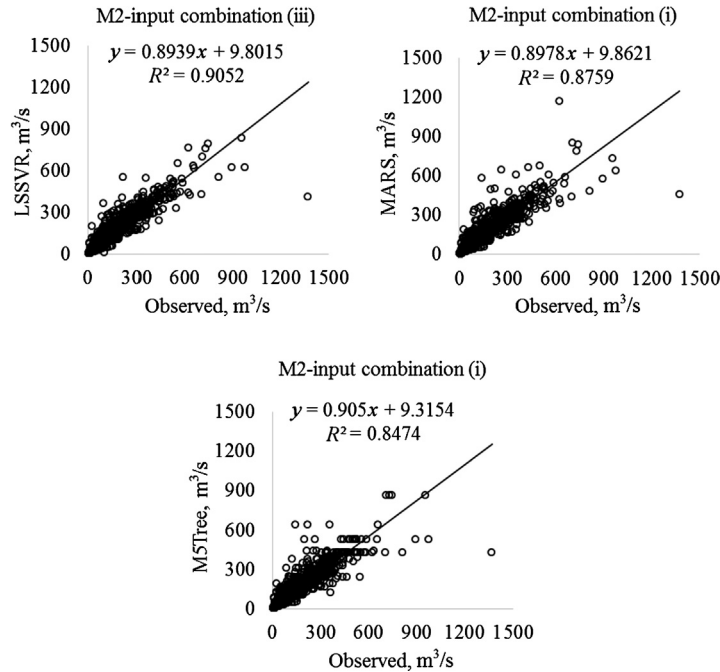 M2-input combination (iii)
y = 0.8939x + 9.8015
R² = 0.9052
1500
1200
900
600
300
0
LSSVR, m³/s
0 300 600 900 1200 1500
Observed, m³/s
M2-input combination (i)
y = 0.8978x + 9.8621
R² = 0.8759
1500
1200
900
600
300
0
MARS, m³/s
0 300 600 900 1200 1500
Observed, m³/s
M2-input combination (i)
y = 0.905x + 9.3154
R² = 0.8474
1500
1200
900
600
300
0
M5Tree, m³/s
0 300 600 900 1200 1500
Observed, m³/s